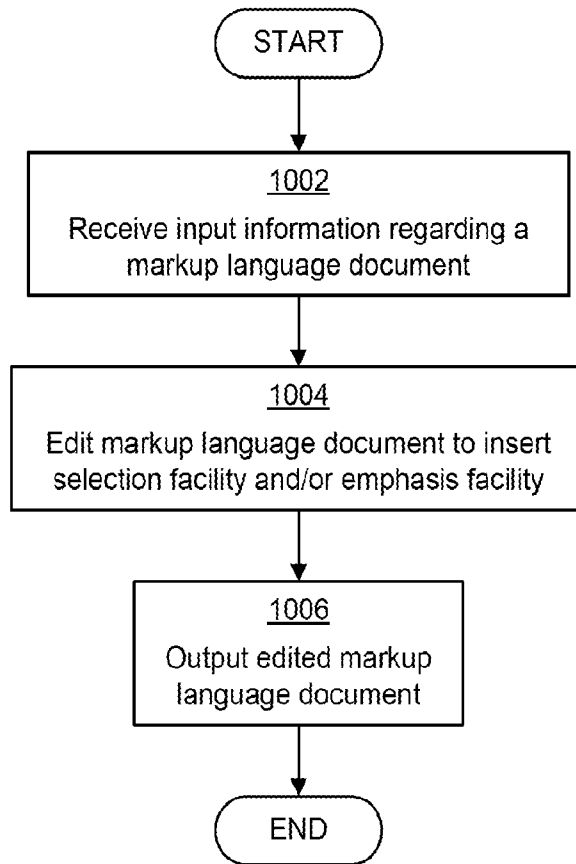 START
1002
Receive input information regarding a
markup language document
1004
Edit markup language document to insert
selection facility and/or emphasis facility
1006
Output edited markup
language document
END